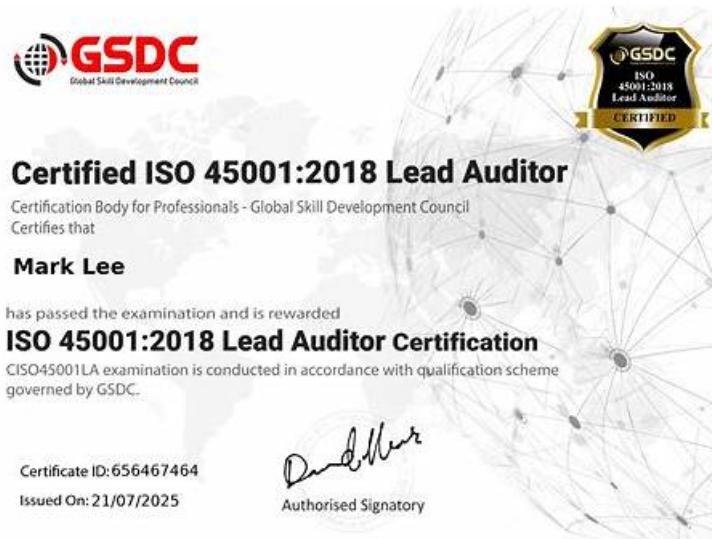 GSDC
Global Skill Development Council
GSDC
ISO
45001:2018
Lead Auditor
CERTIFIED
Certified ISO 45001:2018 Lead Auditor
Certification Body for Professionals - Global Skill Development Council
Certifies that
Mark Lee
has passed the examination and is rewarded
ISO 45001:2018 Lead Auditor Certification
CISO45001LA examination is conducted in accordance with qualification scheme
governed by GSDC.
Certificate ID: 656467464
Issued On: 21/07/2025
Authorised Signatory